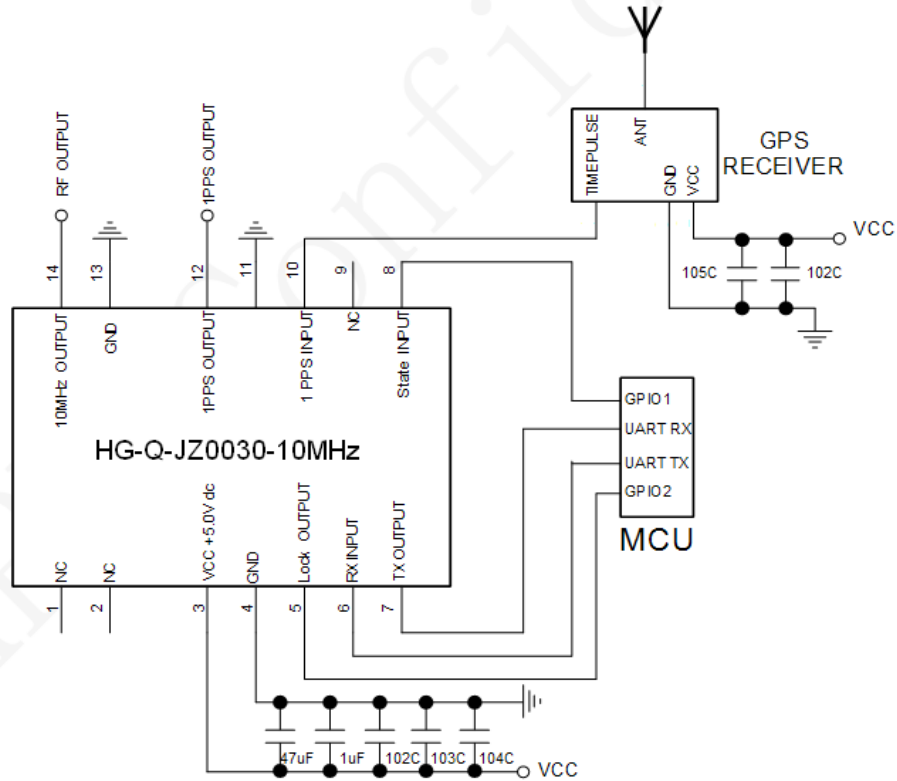 Confidential
RF OUTPUT
1PPS OUTPUT
TIMEPULSE
ANT
GND
VCC
GPS
RECEIVER
VCC
105C
102C
14
13
12
11
10
9
8
10MHz OUTPUT
GND
1PPS OUTPUT
1 PPS INPUT
NC
State INPUT
HG-Q-JZ0030-10MHz
GPIO1
UART RX
UART TX
GPIO2
MCU
NC
NC
VCC +5.0V dc
GND
Lock OUTPUT
RX INPUT
TX OUTPUT
1
2
3
4
5
6
7
47uF
1uF
102C
103C
104C
VCC